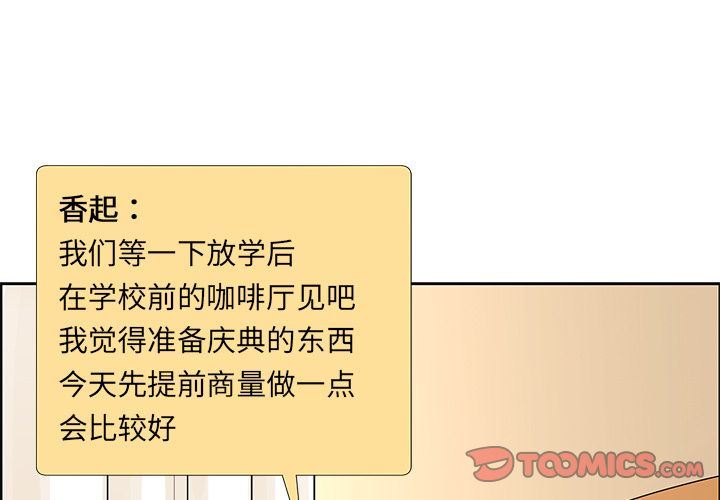 香起：
我们等一下放学后
在学校前的咖啡厅见吧
我觉得准备庆典的东西
今天先提前商量做一点
会比较好
TOOMICS.com